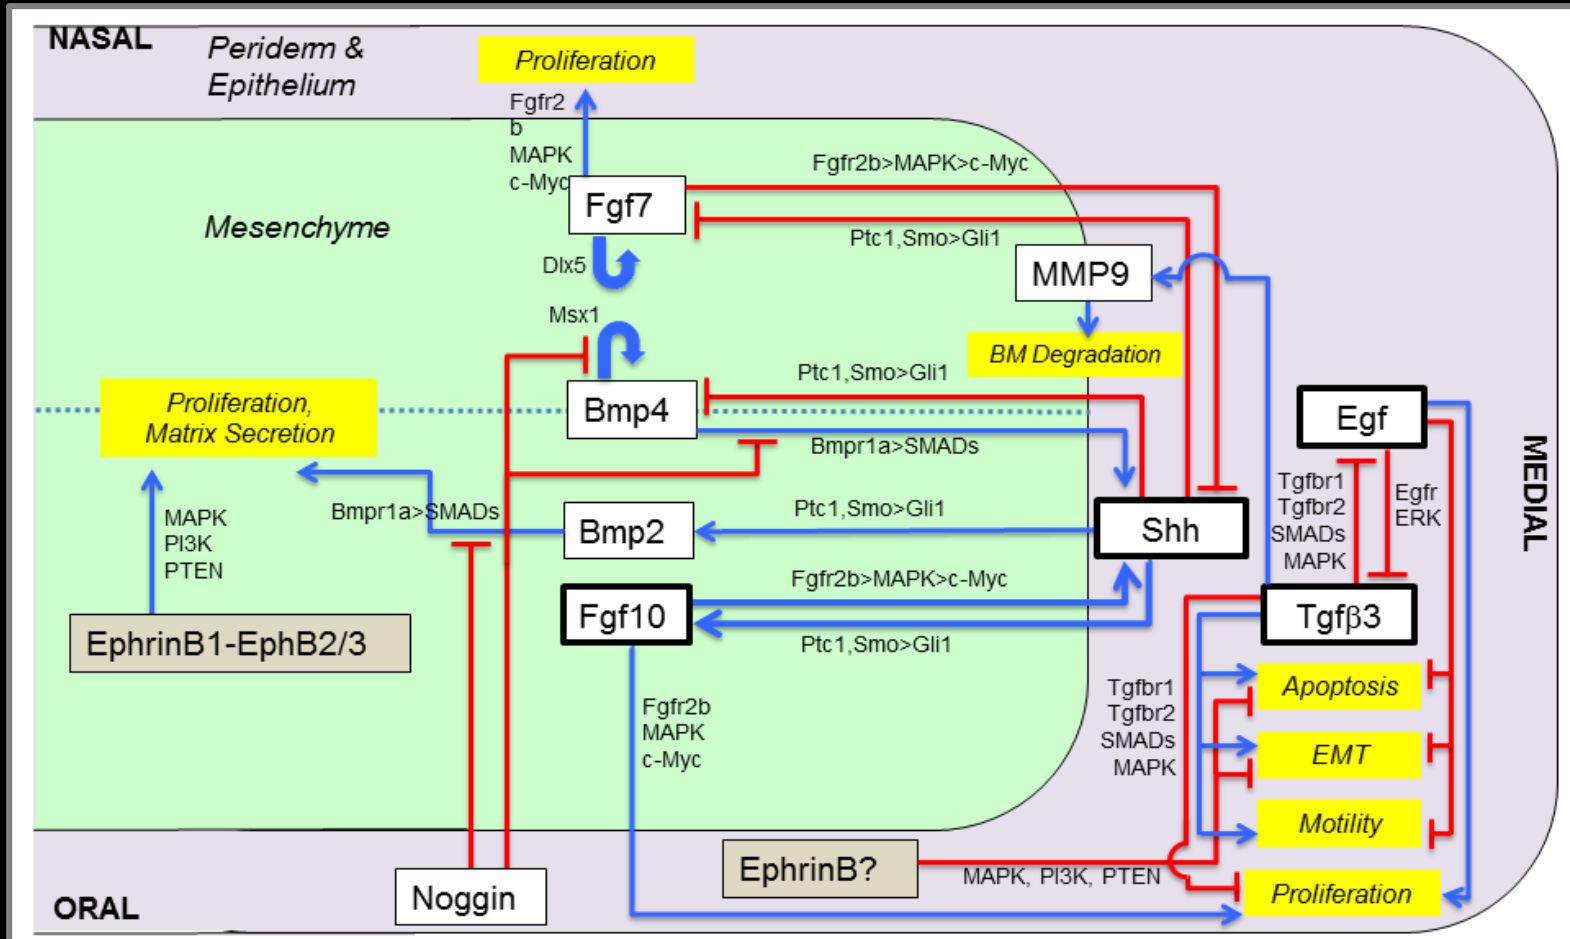 NASAL
Periderm &
Epithelium
Proliferation
Fgfr2
b
MAPK
c-Myc
Fgfr2b>MAPK>c-Myc
Fgf7
Mesenchyme
Ptc1,Smo>Gli1
Dlx5
MMP9
Msx1
BM Degradation
Ptc1,Smo>Gli1
Proliferation,
Matrix Secretion
Bmp4
Egf
Bmpr1a>SMADs
MEDIAL
Tgfbr1
Tgfbr2
SMADs
MAPK
Egfr
ERK
MAPK
PI3K
PTEN
Bmpr1a>SMADs
Bmp2
Ptc1,Smo>Gli1
Shh
Fgfr2b>MAPK>c-Myc
Fgf10
Tgfβ3
EphrinB1-EphB2/3
Ptc1,Smo>Gli1
Fgfr2b
MAPK
c-Myc
Tgfbr1
Tgfbr2
SMADs
MAPK
Apoptosis
EMT
Motility
EphrinB?
MAPK, PI3K, PTEN
Noggin
Proliferation
ORAL